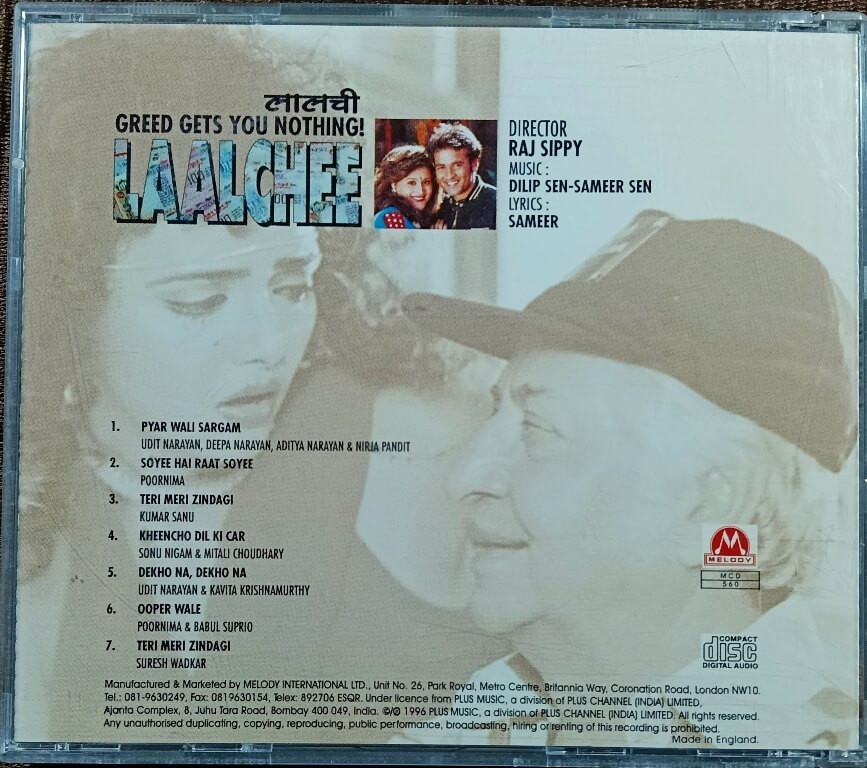 लालची
GREED GETS YOU NOTHING!
LAALCHEE
DIRECTOR
RAJ SIPPY
MUSIC :
DILIP SEN-SAMEER SEN
LYRICS :
SAMEER
1. PYAR WALI SARGAM
UDIT NARAYAN, DEEPA NARAYAN, ADITYA NARAYAN & NIRJA PANDIT
2. SOYEE HAI RAAT SOYEE
POORNIMA
3. TERI MERI ZINDAGI
KUMAR SANU
4. KHEENCHO DIL KI CAR
SONU NIGAM & MITALI CHOUDHARY
5. DEKHO NA, DEKHO NA
UDIT NARAYAN & KAVITA KRISHNAMURTHY
6. OOPER WALE
POORNIMA & BABUL SUPRIO
7. TERI MERI ZINDAGI
SURESH WADKAR
M
MELODY
MCD
560
COMPACT
disc
DIGITAL AUDIO
Manufactured & Marketed by MELODY INTERNATIONAL LTD., Unit No. 26, Park Royal, Metro Centre, Britannia Way, Coronation Road, London NW10.
Tel.: 081-9630249, Fax: 0819630154, Telex: 892706 ESQR. Under licence from PLUS MUSIC, a division of PLUS CHANNEL (INDIA) LIMITED,
Ajanta Complex, 8, Juhu Tara Road, Bombay 400 049, India. ©/℗ 1996 PLUS MUSIC, a division of PLUS CHANNEL (INDIA) LIMITED. All rights reserved.
Any unauthorised duplicating, copying, reproducing, public performance, broadcasting, hiring or renting of this recording is prohibited.
Made in England.